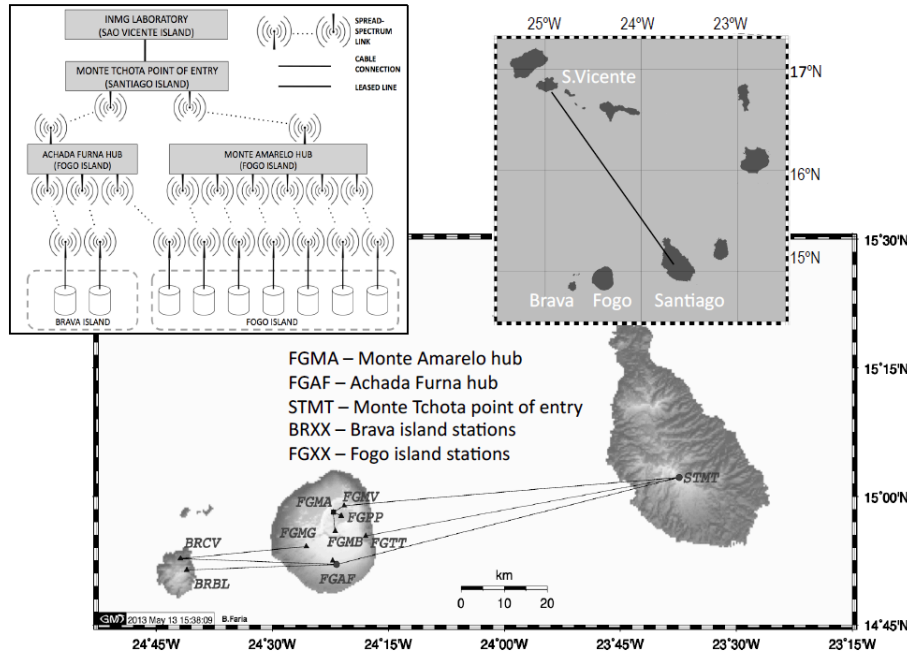 INMG LABORATORY
(SAO VICENTE ISLAND)
MONTE TCHOTA POINT OF ENTRY
(SANTIAGO ISLAND)
ACHADA FURNA HUB
(FOGO ISLAND)
MONTE AMARELO HUB
(FOGO ISLAND)
BRAVA ISLAND
FOGO ISLAND
SPREAD-
SPECTRUM
LINK
CABLE
CONNECTION
LEASED LINE
25°W 24°W 23°W
17°N
16°N
15°N
S.Vicente
Brava Fogo Santiago
FGMA – Monte Amarelo hub
FGAF – Achada Furna hub
STMT – Monte Tchota point of entry
BRXX – Brava island stations
FGXX – Fogo island stations
15°30'N
15°15'N
15°00'N
14°45'N
STMT
FGMA
FGMV
FGPP
FGMG
FGMB
FGTT
FGAF
BRCV
BRBL
km
0 10 20
GMD 2013 May 13 15:38:09 B.Faria
24°45'W 24°30'W 24°15'W 24°00'W 23°45'W 23°30'W 23°15'W